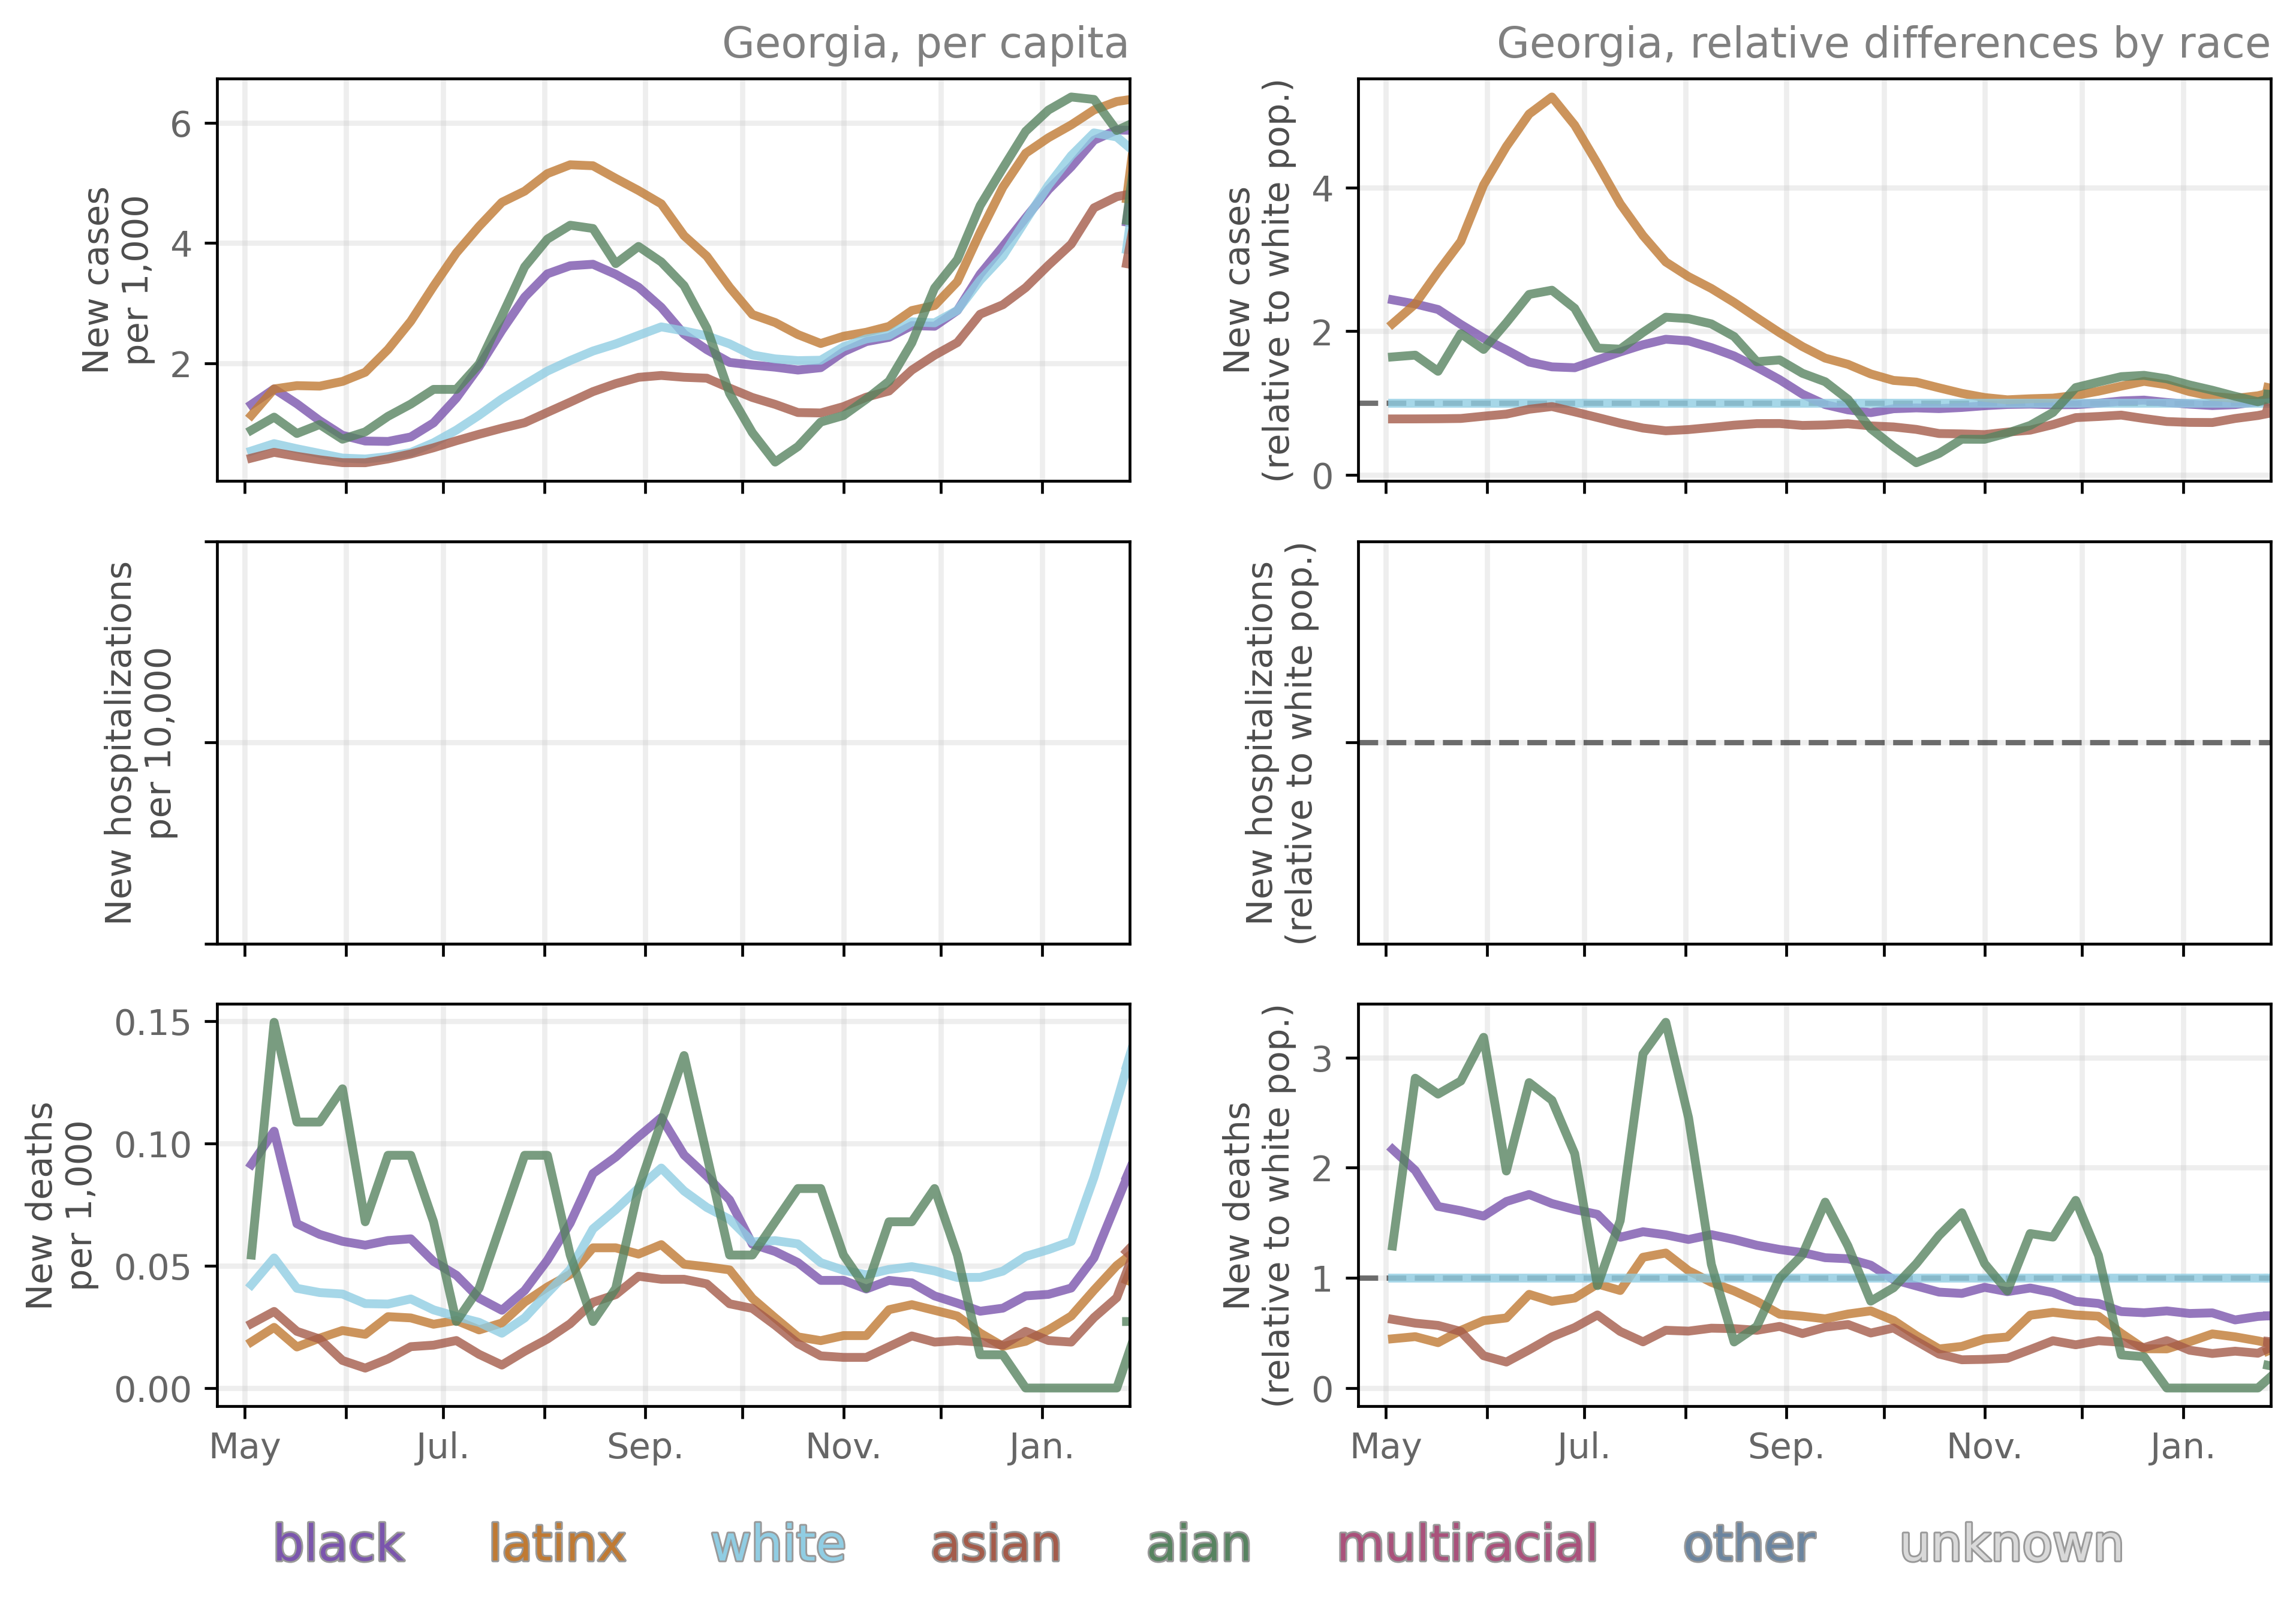 Georgia, per capita
Georgia, relative differences by race
New cases
per 1,000
6
4
2
New cases
(relative to white pop.)
4
2
0
New hospitalizations
per 10,000
New hospitalizations
(relative to white pop.)
New deaths
per 1,000
0.15
0.10
0.05
0.00
May Jul. Sep. Nov. Jan.
New deaths
(relative to white pop.)
3
2
1
0
May Jul. Sep. Nov. Jan.
black latinx white asian aian multiracial other unknown